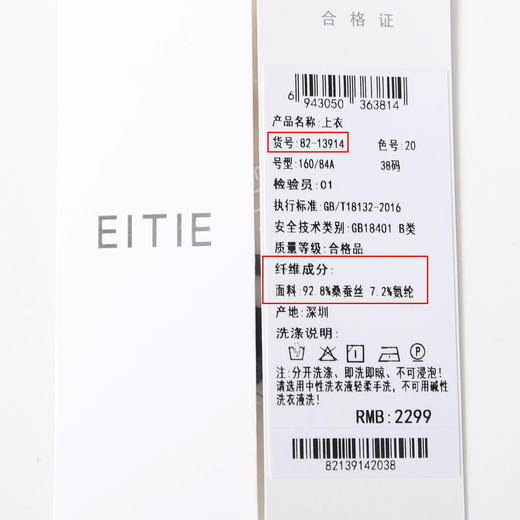 EITIE
合格证
6 943050 363814
产品名称:上衣
货号:82-13914 色号:20
号型:160/84A 38码
检验员:01
执行标准:GB/T18132-2016
安全技术类别:GB18401 B类
质量等级:合格品
纤维成分:
面料:92.8%桑蚕丝 7.2%氨纶
产地:深圳
洗涤说明:
注:分开洗涤、即洗即晾、不可浸泡!
请选用中性洗衣液轻柔手洗,不可用碱性
洗衣液洗!
RMB:2299
82139142038